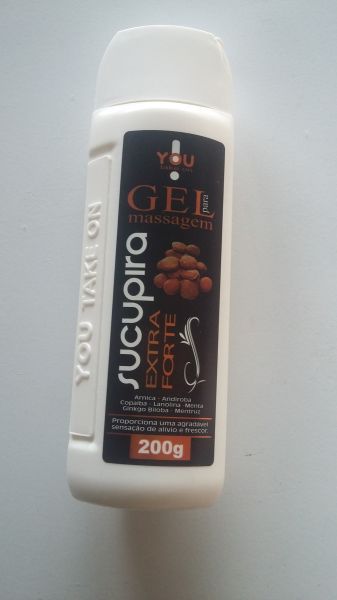 YOU
GEL
para
massagem
sucupira
EXTRA
FORTE
Arnica - Andiroba
Copaíba - Lanolina - Menta
Ginkgo Biloba - Mentruz
Proporciona uma agradável
sensação de alívio e frescor.
200g
YOU TAKE ON